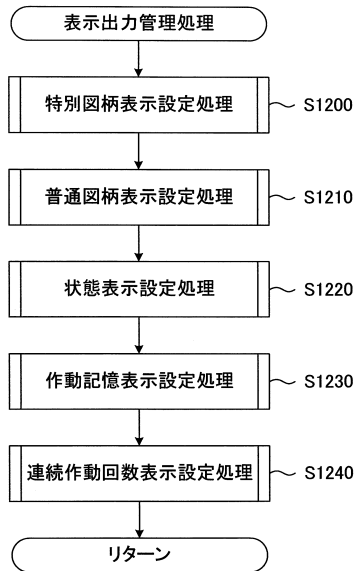 表示出力管理処理
特別図柄表示設定処理 S1200
普通図柄表示設定処理 S1210
状態表示設定処理 S1220
作動記憶表示設定処理 S1230
連続作動回数表示設定処理 S1240
リターン